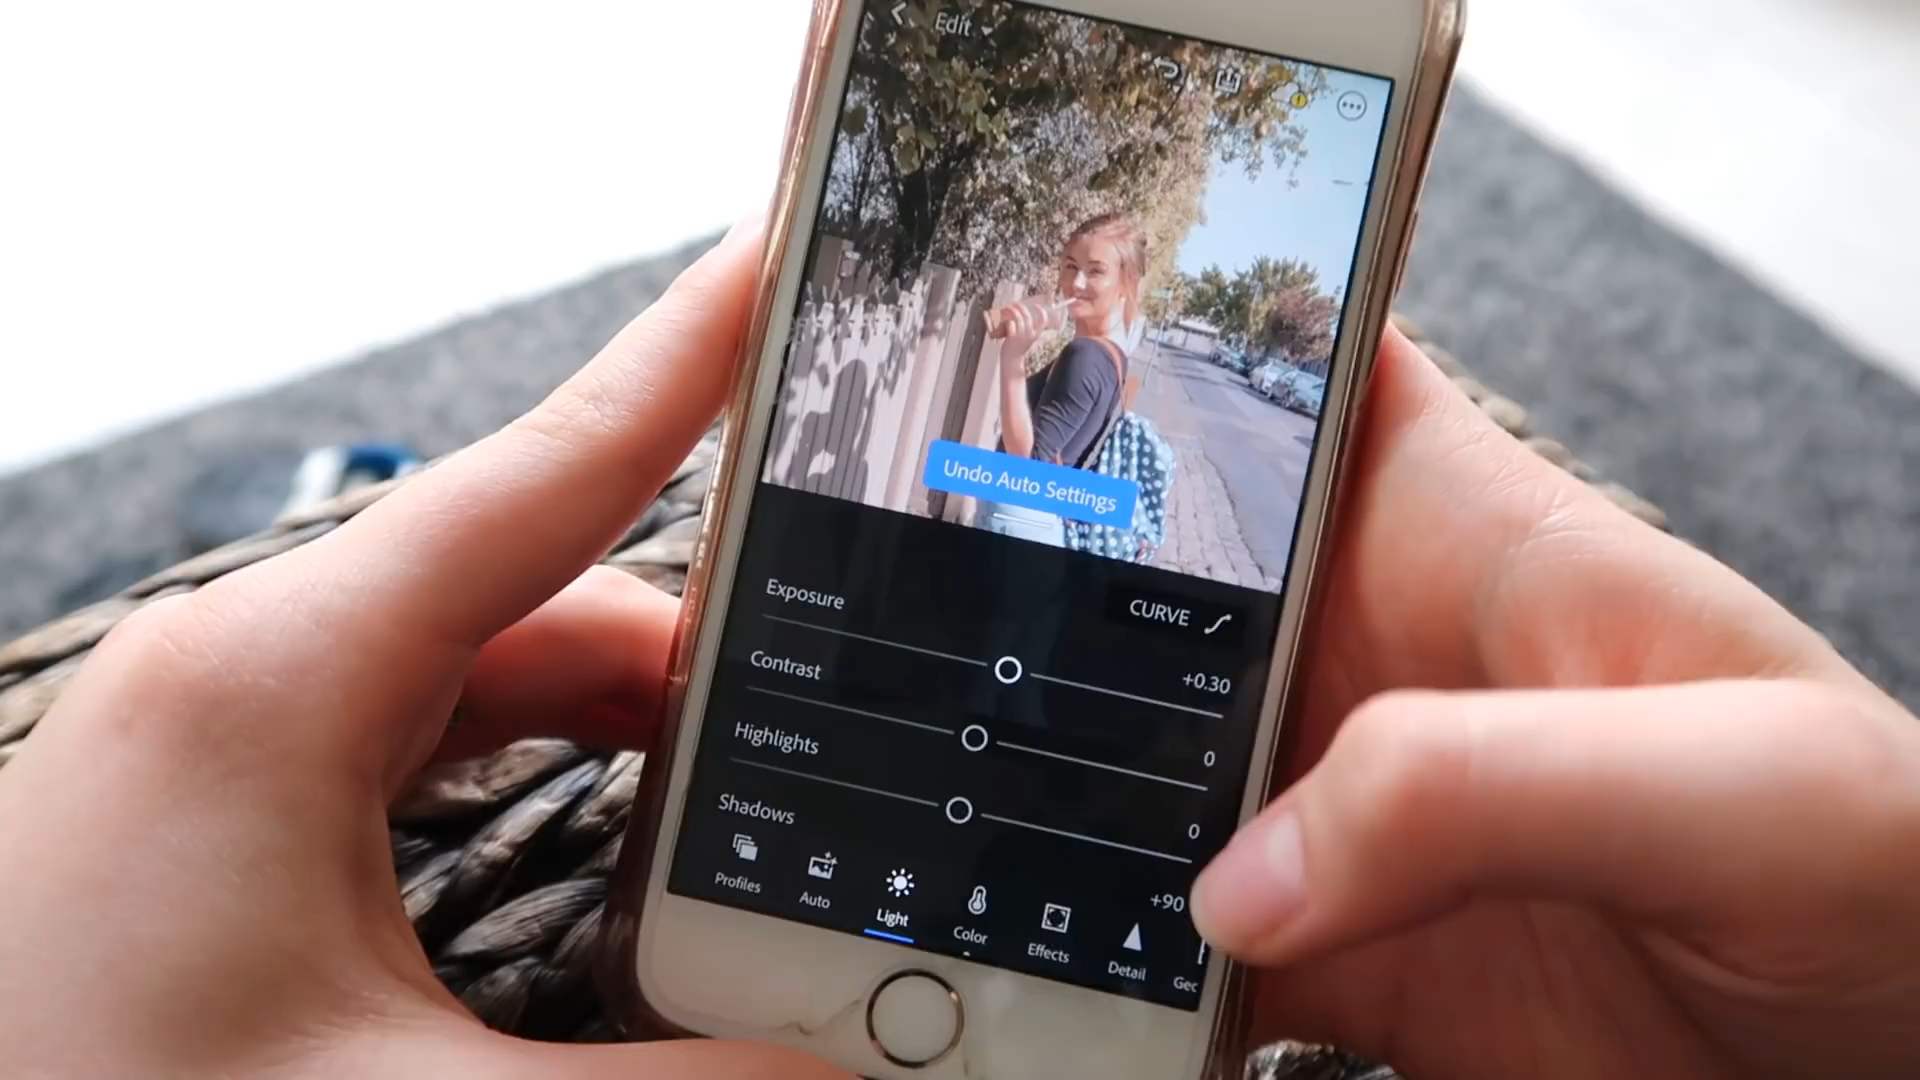 Edit
Undo Auto Settings
Exposure
CURVE
+0.30
Contrast
0
Highlights
0
Shadows
+90
Profiles
Auto
Light
Color
Effects
Detail
Geo